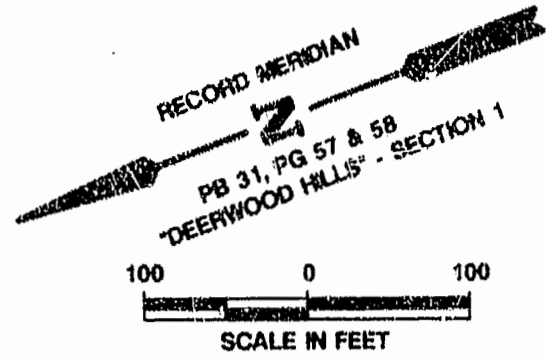 RECORD MERIDIAN
N
PB 31, PG 57 & 58
"DEERWOOD HILLS" - SECTION 1
100 0 100
SCALE IN FEET